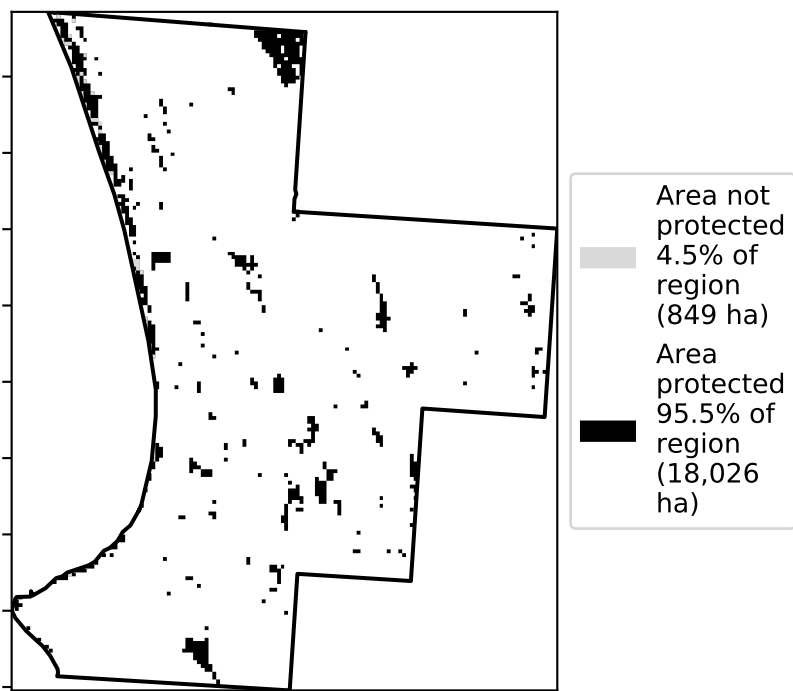 Area not
protected
4.5% of
region
(849 ha)
Area
protected
95.5% of
region
(18,026
ha)